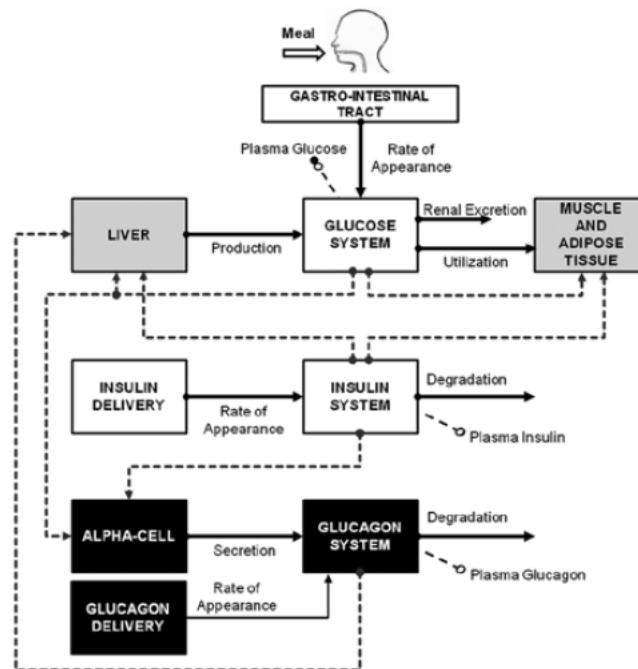 Meal
GASTRO-INTESTINAL
TRACT
Plasma Glucose
Rate of
Appearance
LIVER
Production
GLUCOSE
SYSTEM
Renal Excretion
Utilization
MUSCLE
AND
ADIPOSE
TISSUE
INSULIN
DELIVERY
Rate of
Appearance
INSULIN
SYSTEM
Degradation
Plasma Insulin
ALPHA-CELL
Secretion
GLUCAGON
SYSTEM
Degradation
Plasma Glucagon
GLUCAGON
DELIVERY
Rate of
Appearance